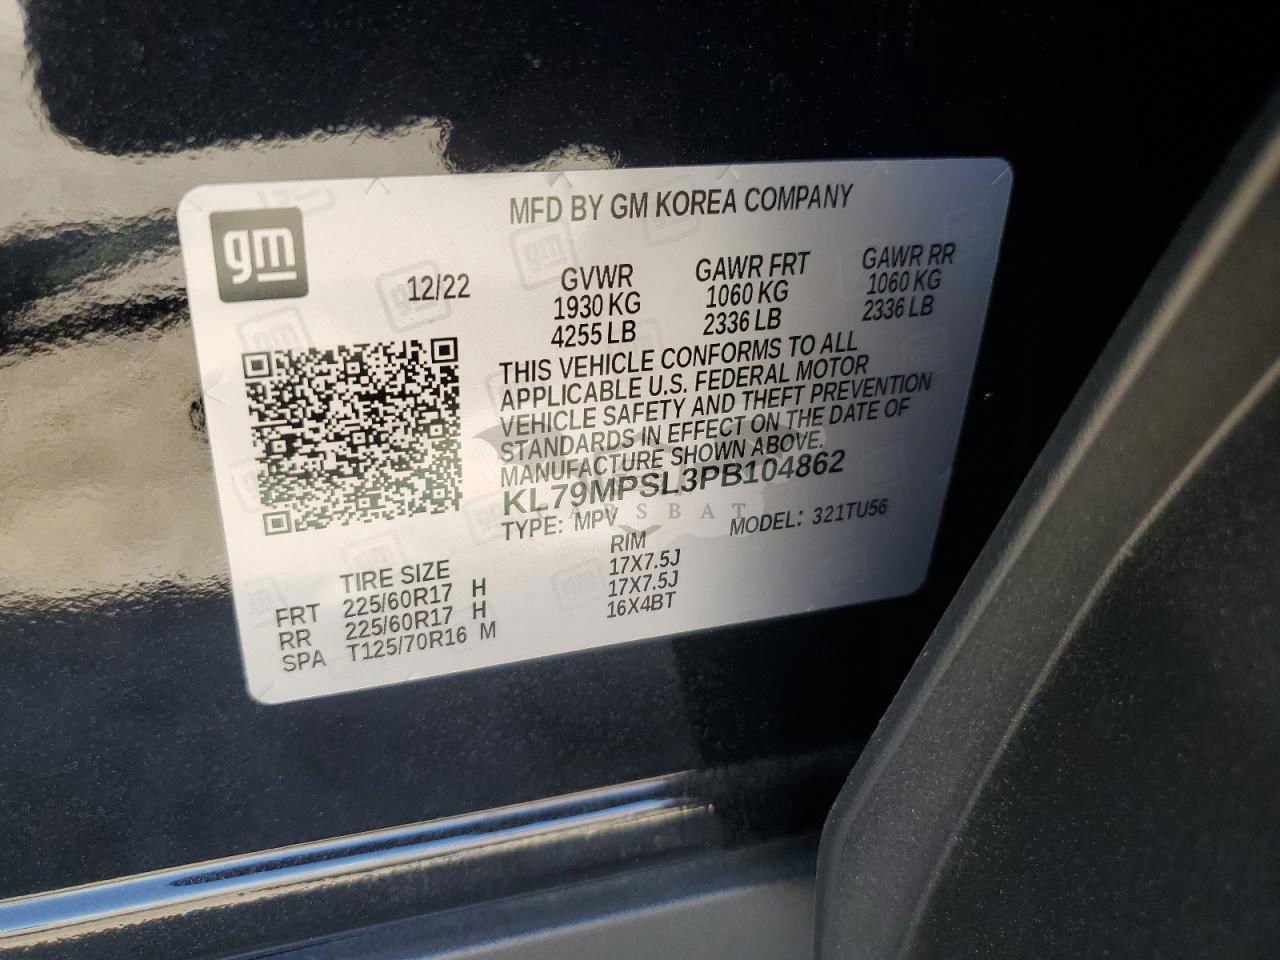 gm
MFD BY GM KOREA COMPANY
12/22
GVWR
1930 KG
4255 LB
GAWR FRT
1060 KG
2336 LB
GAWR RR
1060 KG
2336 LB
THIS VEHICLE CONFORMS TO ALL
APPLICABLE U.S. FEDERAL MOTOR
VEHICLE SAFETY AND THEFT PREVENTION
STANDARDS IN EFFECT ON THE DATE OF
MANUFACTURE SHOWN ABOVE.
KL79MPSL3PB104862
TYPE: MPV MODEL: 321TU56
TIRE SIZE RIM
FRT 225/60R17 H 17X7.5J
RR 225/60R17 H 17X7.5J
SPA T125/70R16 M 16X4BT